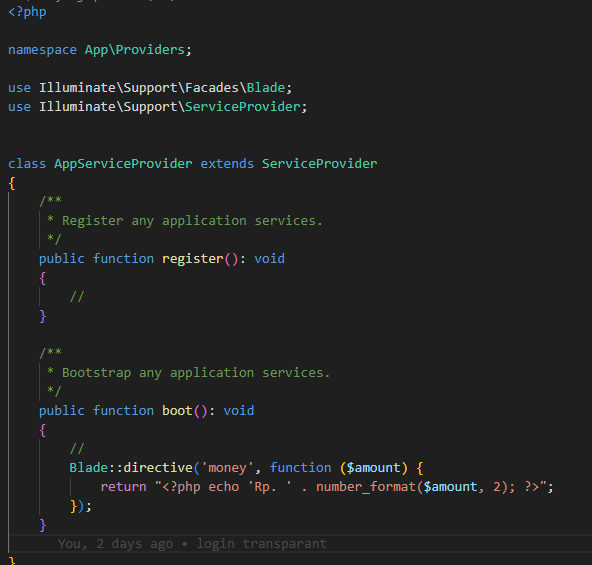 <?php
namespace App\Providers;
use Illuminate\Support\Facades\Blade;
use Illuminate\Support\ServiceProvider;
class AppServiceProvider extends ServiceProvider
{
    /**
     * Register any application services.
     */
    public function register(): void
    {
        //
    }
    /**
     * Bootstrap any application services.
     */
    public function boot(): void
    {
        //
        Blade::directive('money', function ($amount) {
            return "<?php echo 'Rp. ' . number_format($amount, 2); ?>";
        });
    }
You, 2 days ago • login transparant
}